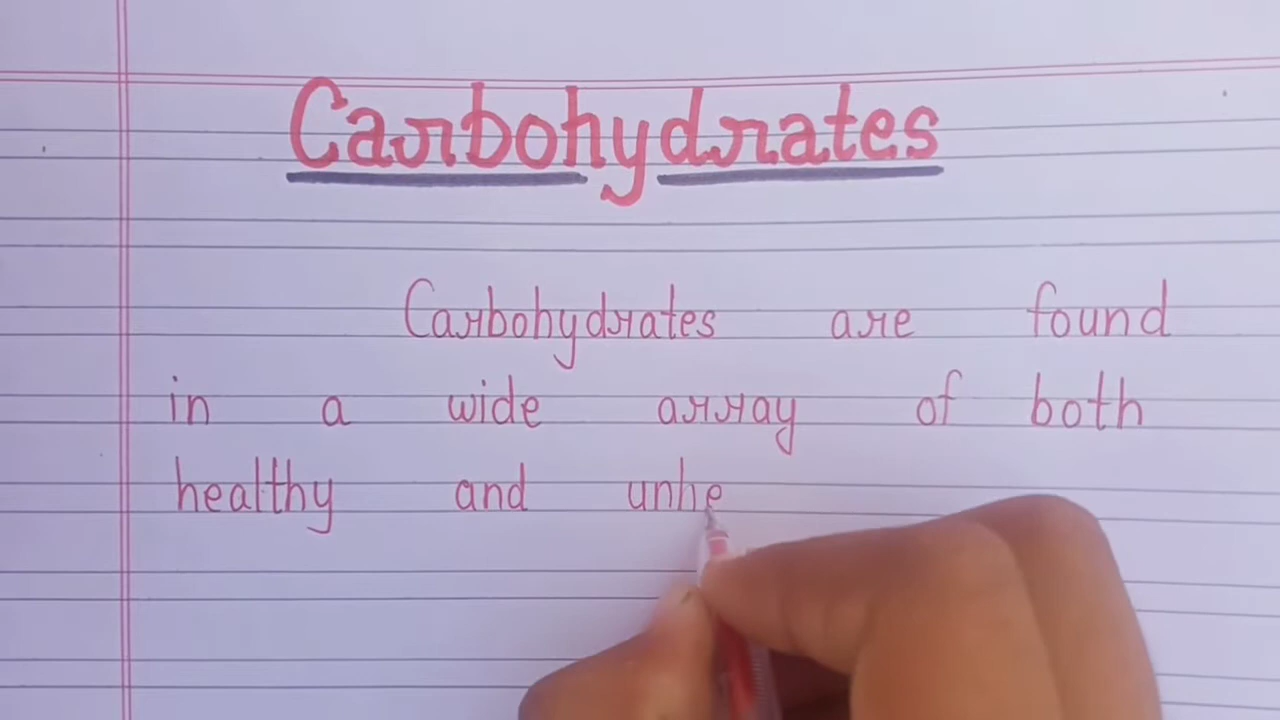 Carbohydrates
Carbohydrates are found
in a wide array of both
healthy and unhe